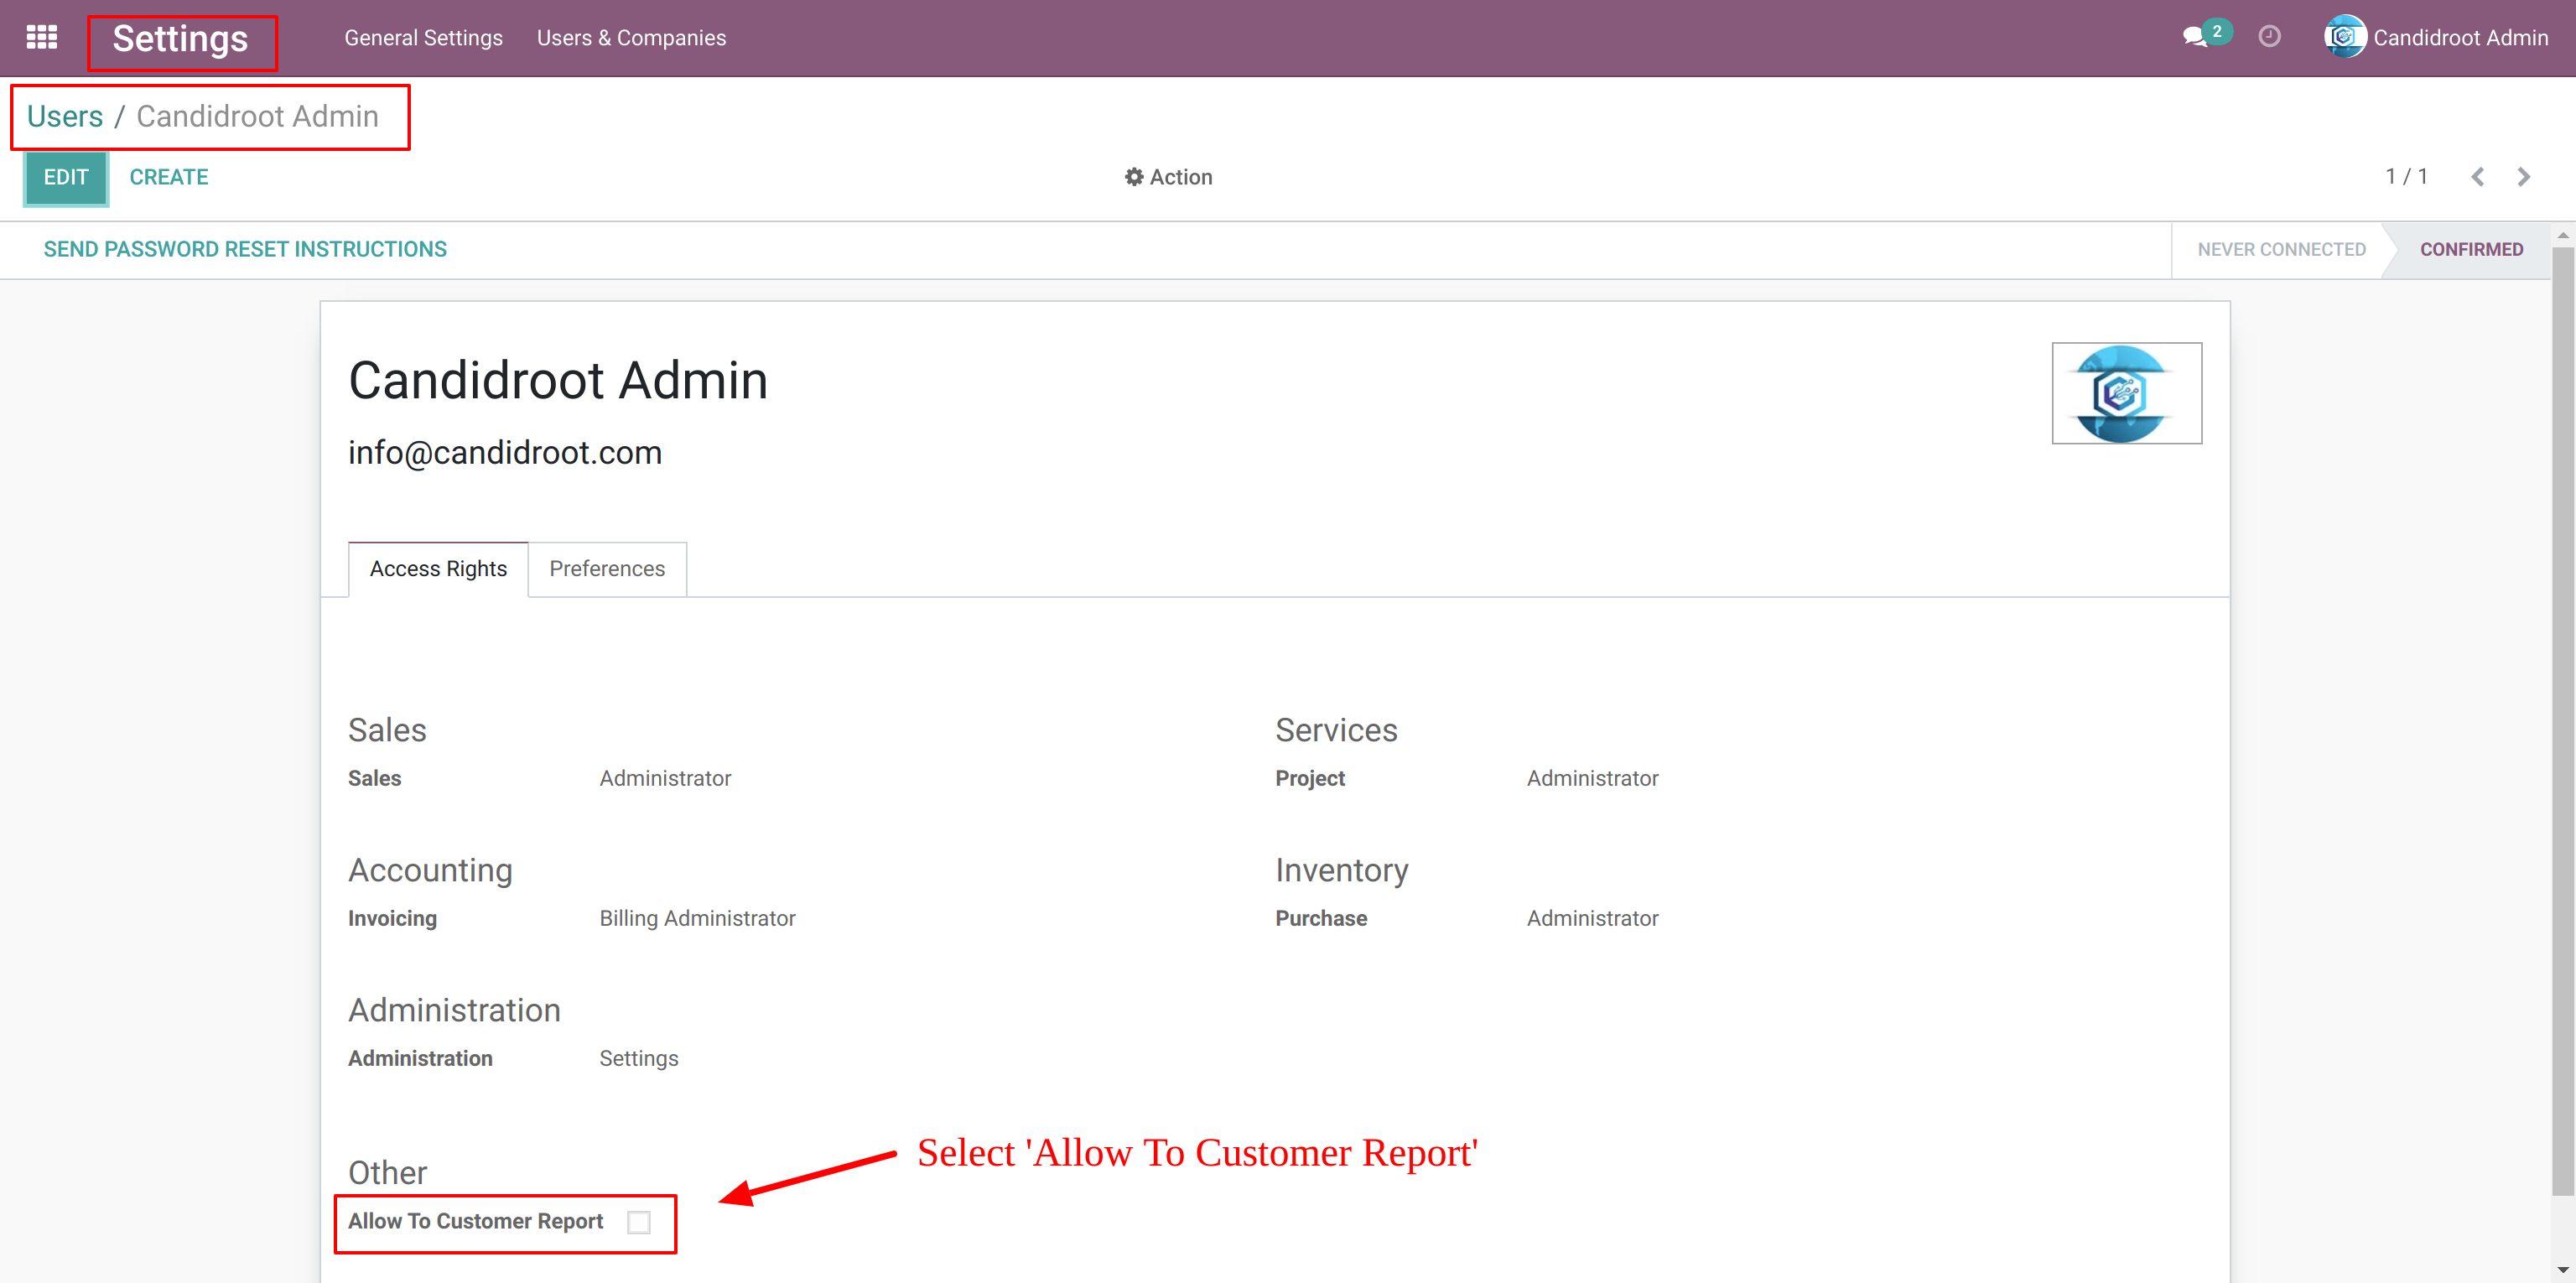 Settings General Settings Users & Companies 2 Candidroot Admin
Users / Candidroot Admin
EDIT CREATE Action 1 / 1
SEND PASSWORD RESET INSTRUCTIONS NEVER CONNECTED CONFIRMED
Candidroot Admin
info@candidroot.com
Access Rights Preferences
Sales Services
Sales Administrator Project Administrator
Accounting Inventory
Invoicing Billing Administrator Purchase Administrator
Administration
Administration Settings
Select 'Allow To Customer Report'
Other
Allow To Customer Report